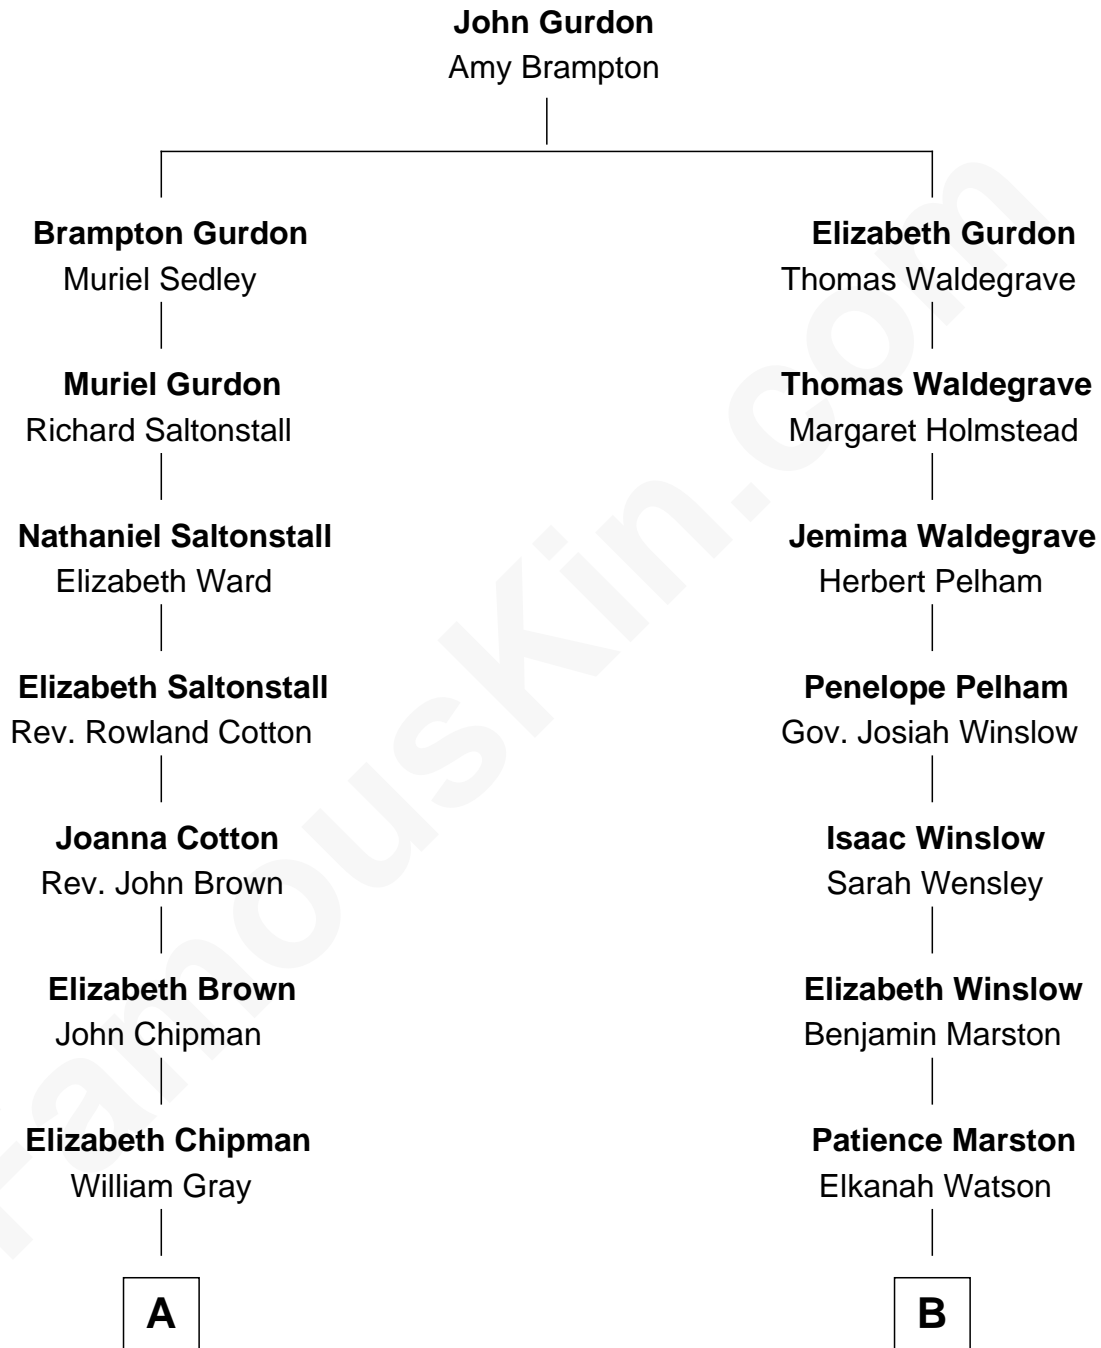 John Gurdon
Amy Brampton
Brampton Gurdon
Muriel Sedley
Elizabeth Gurdon
Thomas Waldegrave
Muriel Gurdon
Richard Saltonstall
Thomas Waldegrave
Margaret Holmstead
Nathaniel Saltonstall
Elizabeth Ward
Jemima Waldegrave
Herbert Pelham
Elizabeth Saltonstall
Rev. Rowland Cotton
Penelope Pelham
Gov. Josiah Winslow
Joanna Cotton
Rev. John Brown
Isaac Winslow
Sarah Wensley
Elizabeth Brown
John Chipman
Elizabeth Winslow
Benjamin Marston
Elizabeth Chipman
William Gray
Patience Marston
Elkanah Watson
A
B
FamousKin.com